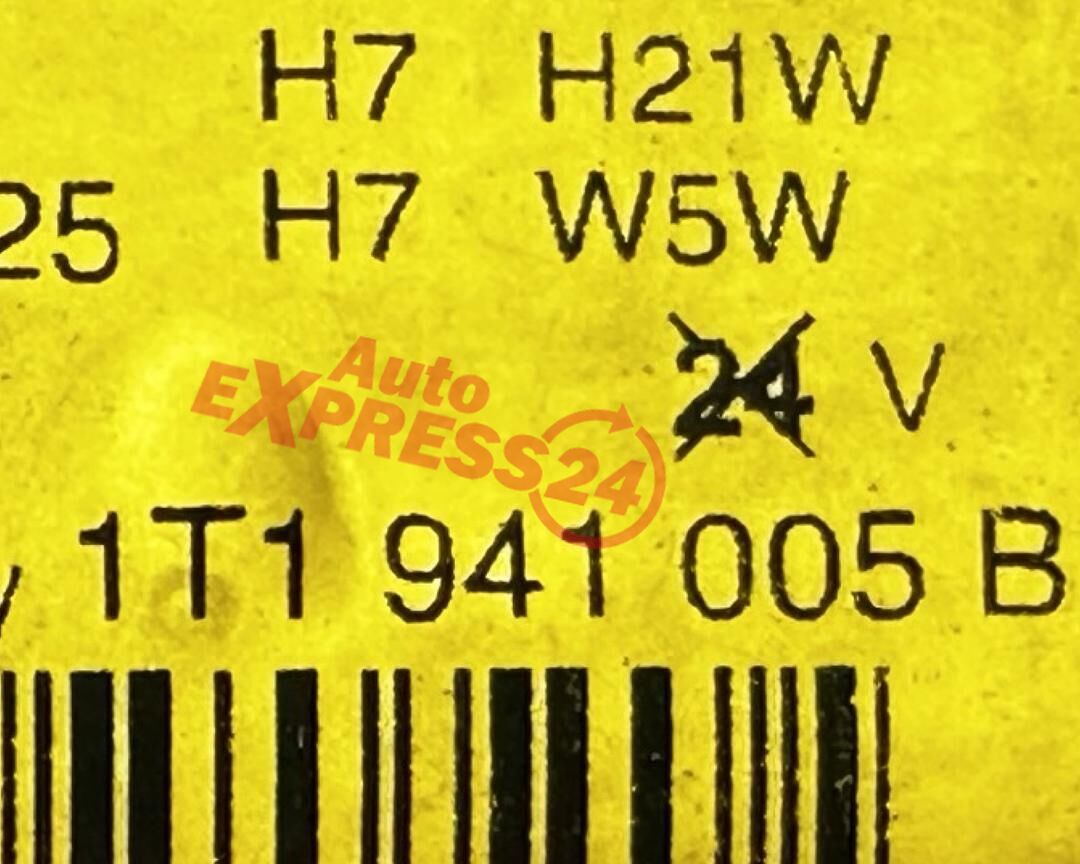 H7 H21W
25 H7 W5W
24 V
Auto
EXPRESS24
1T1 941 005 B